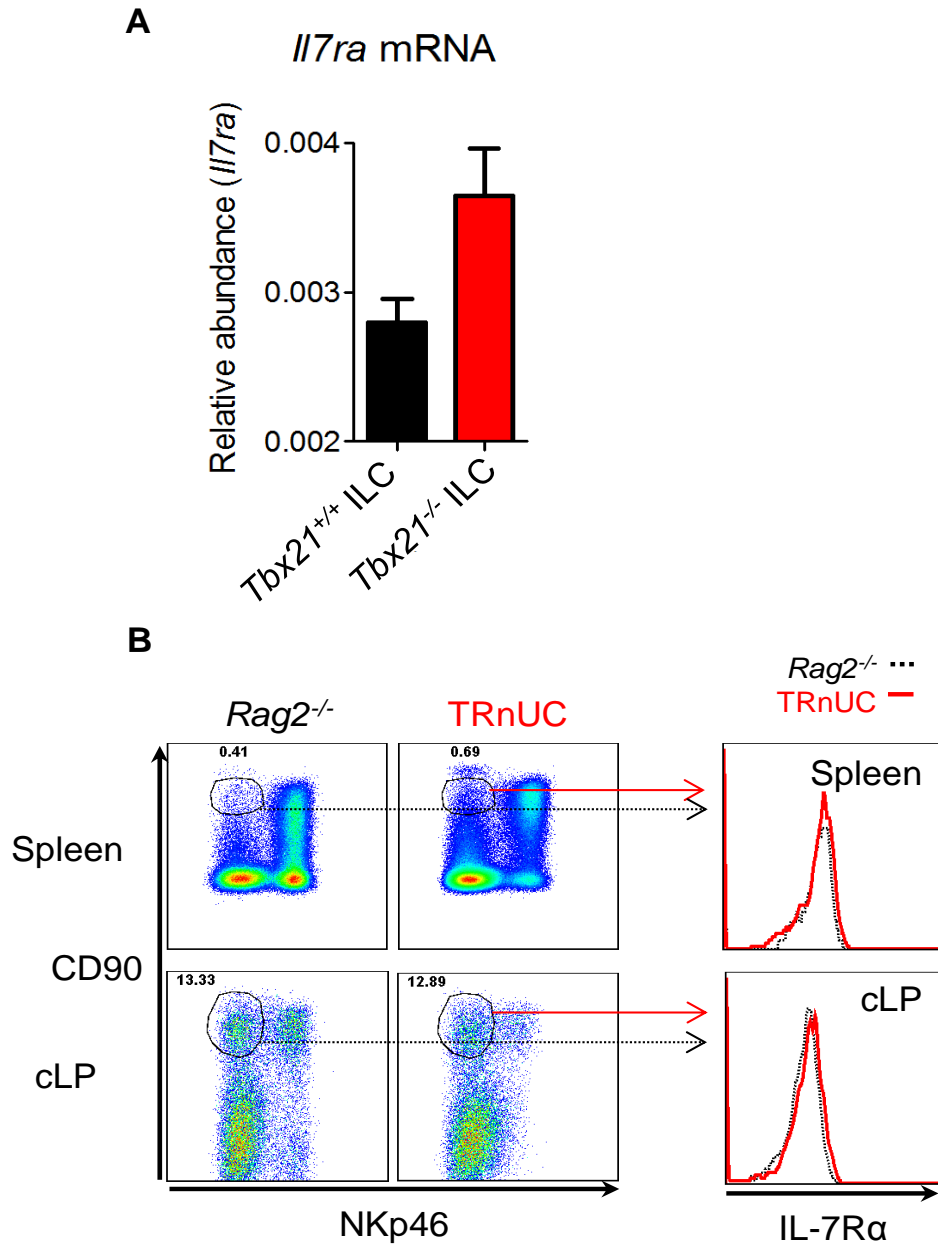 A
Il7ra mRNA
Relative abundance (Il7ra)
0.004
0.003
0.002
Tbx21+/+ ILC
Tbx21-/- ILC
B
Rag2-/-
TRnUC
Rag2-/-
TRnUC
0.41
0.69
Spleen
Spleen
CD90
13.33
12.89
cLP
cLP
NKp46
IL-7Rα